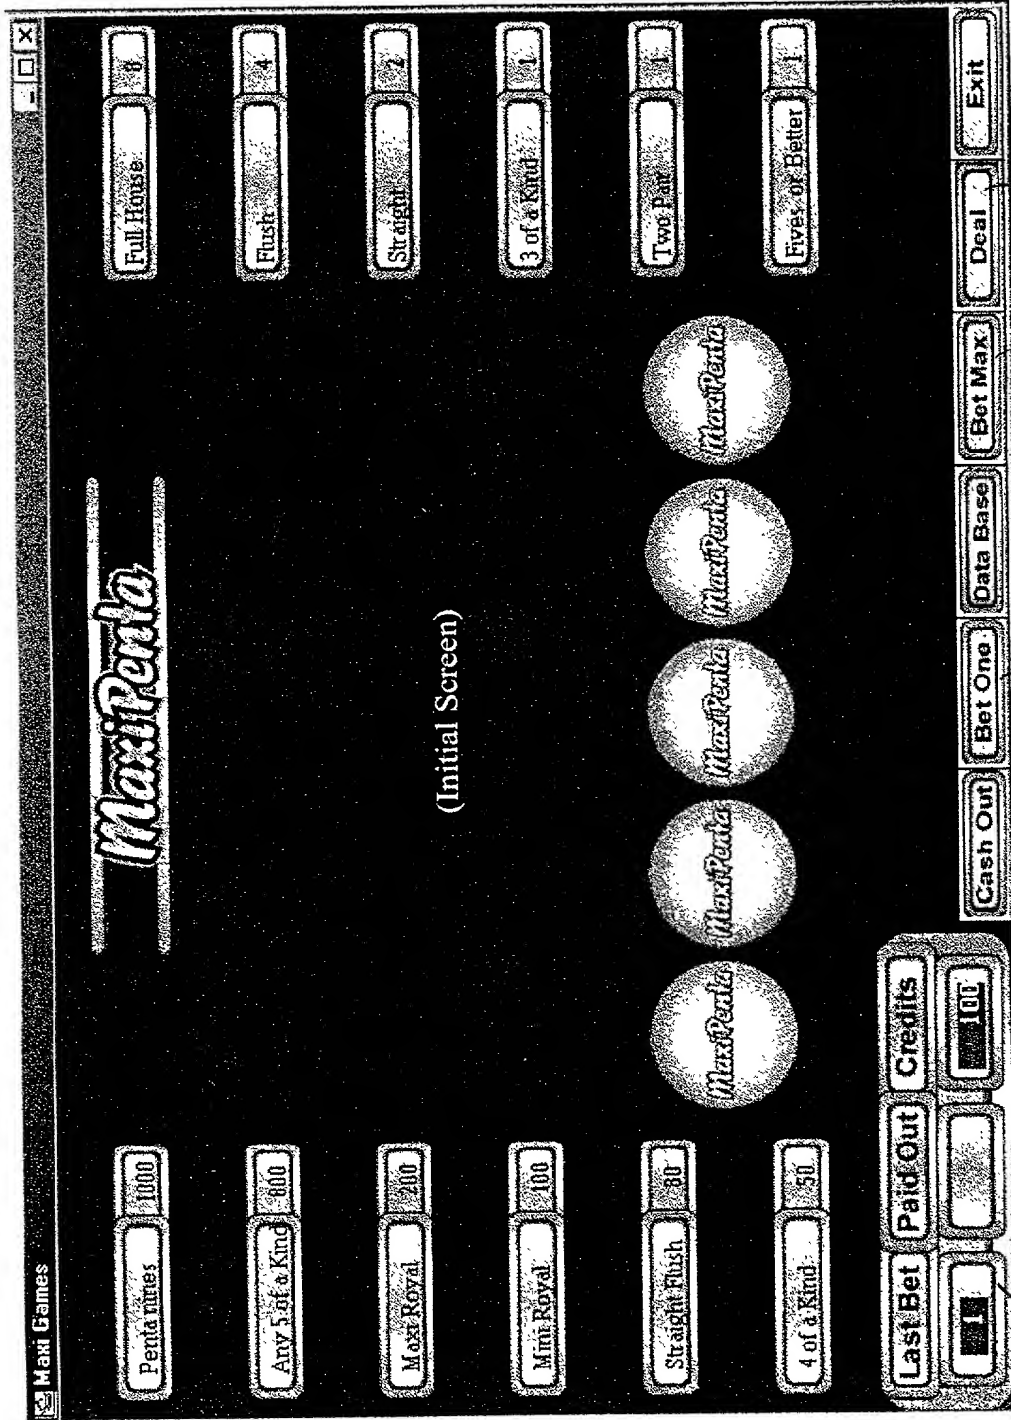 Maxi Games
MaxiPenta
Penta nines 1000
Any 5 of a Kind 800
Maxi Royal 200
Mini Royal 100
Straight Flush 80
4 of a Kind 50
Full House 8
Flush 4
Straight 2
3 of a Kind 1
Two Pair 1
Fives or Better 1
(Initial Screen)
MaxiPenta MaxiPenta MaxiPenta MaxiPenta MaxiPenta
Last Bet Paid Out Credits
1 100
Cash Out Bet One Data Base Bet Max Deal Exit